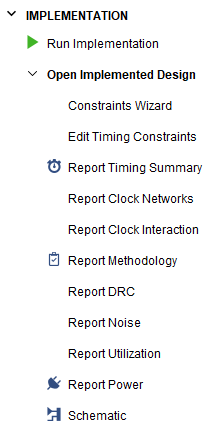 IMPLEMENTATION
Run Implementation
Open Implemented Design
Constraints Wizard
Edit Timing Constraints
Report Timing Summary
Report Clock Networks
Report Clock Interaction
Report Methodology
Report DRC
Report Noise
Report Utilization
Report Power
Schematic